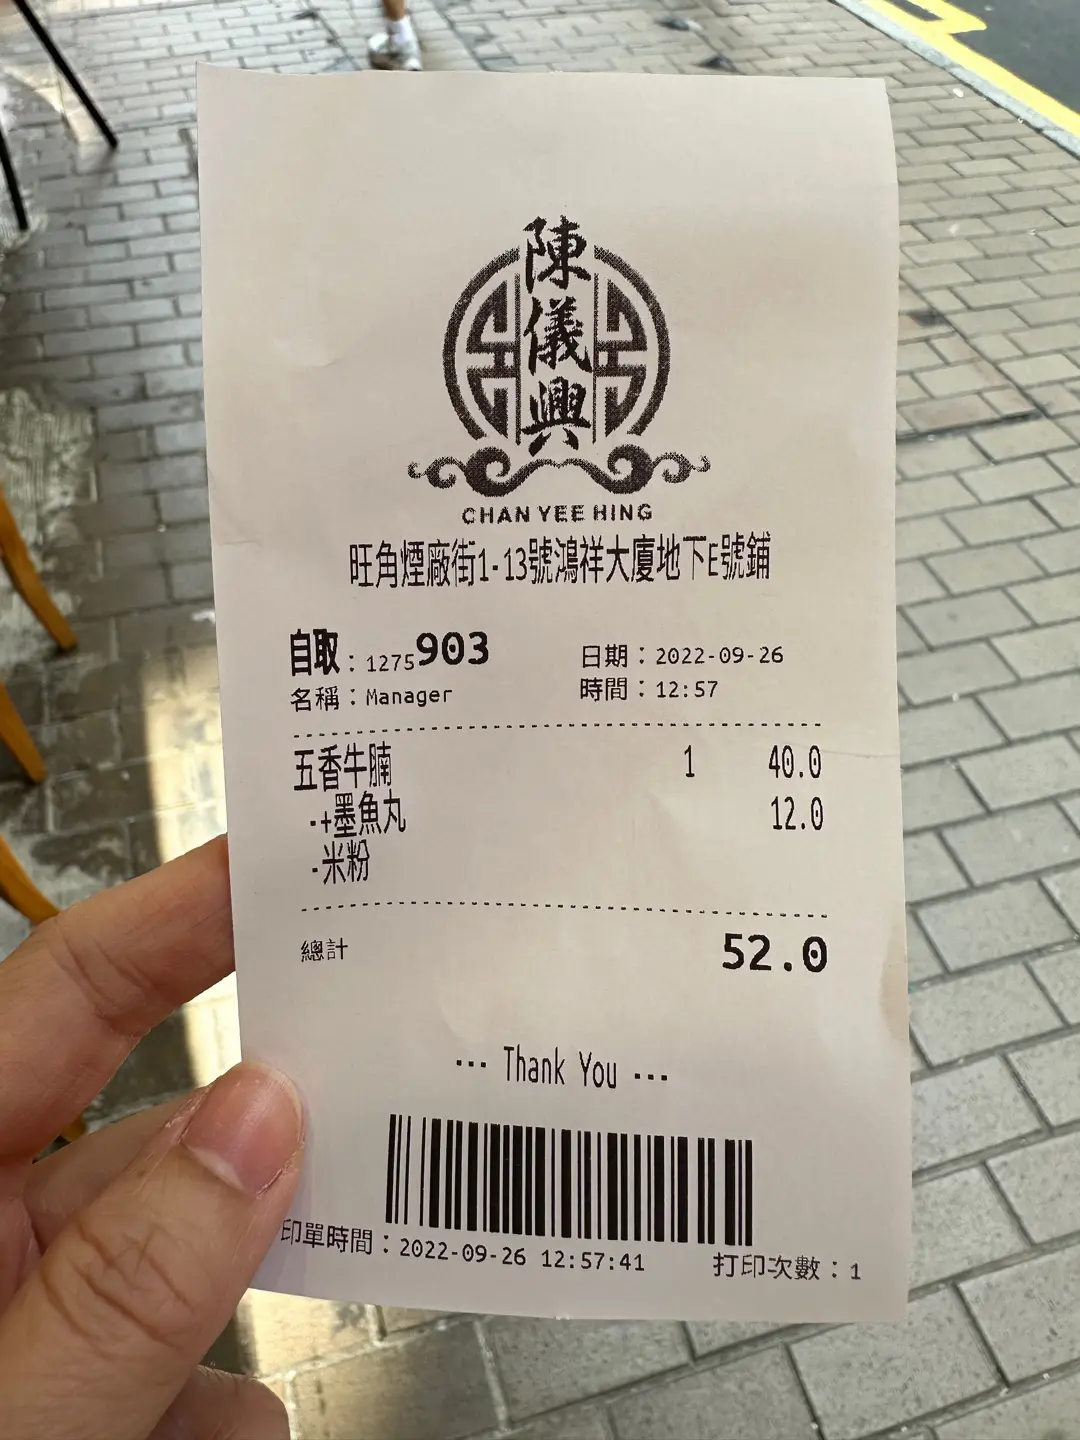 陳儀興
CHAN YEE HING
旺角煙廠街1-13號鴻祥大廈地下E號鋪
自取：1275903 日期：2022-09-26
名稱：Manager 時間：12:57
五香牛腩 1 40.0
-+墨魚丸 12.0
-米粉
總計 52.0
--- Thank You ---
印單時間：2022-09-26 12:57:41 打印次數：1